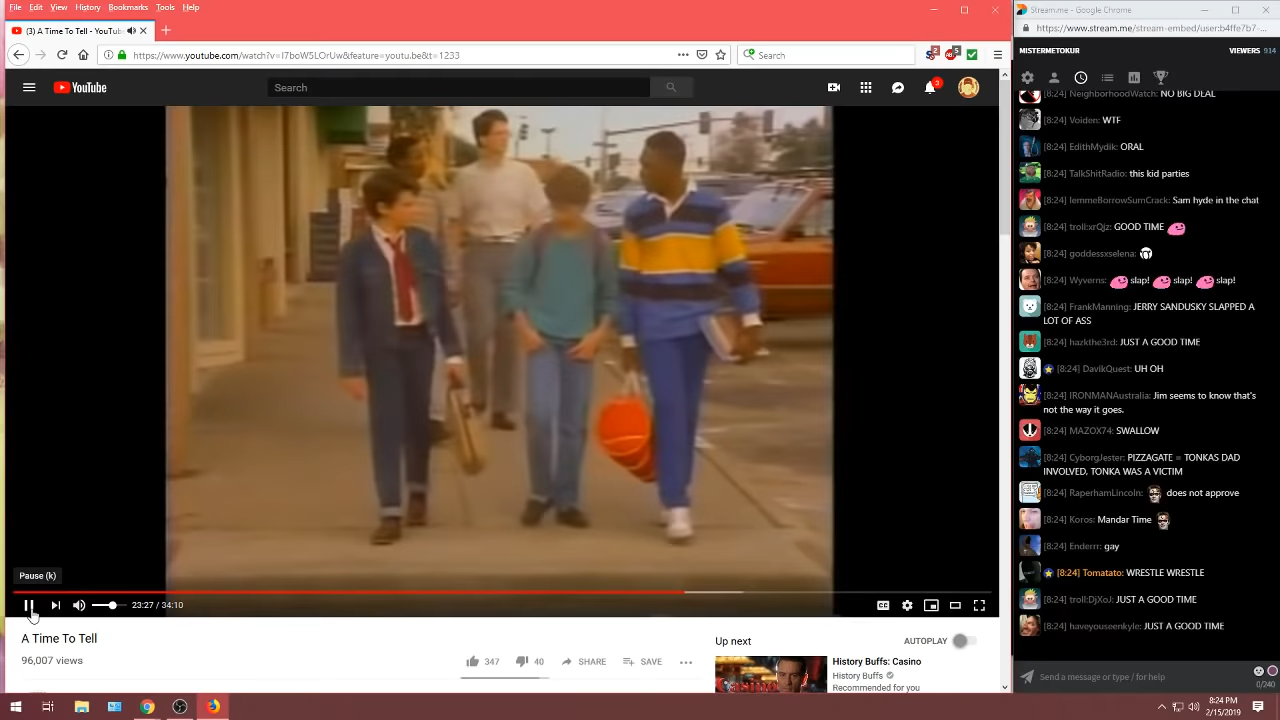 File Edit View History Bookmarks Tools Help
(3) A Time To Tell - YouTub
https://www.youtube.com/watch?v=I7boW5LOrUw&feature=youtu.be&t=1233
Search
YouTube
Search
3
Pause (k)
23:27 / 34:10
A Time To Tell
96,007 views
347
40
SHARE
SAVE
Up next
AUTOPLAY
History Buffs: Casino
History Buffs
Recommended for you
Stream.me - Google Chrome
https://www.stream.me/stream-embed/user:b4ffe7b7-...
MISTERMETOKUR
VIEWERS 914
[8:24] NeighborhoodWatch: NO BIG DEAL
[8:24] Voiden: WTF
[8:24] EdithMydik: ORAL
[8:24] TalkShitRadio: this kid parties
[8:24] lemmeBorrowSumCrack: Sam hyde in the chat
[8:24] troll:xrQjz: GOOD TIME
[8:24] goddessxselena:
[8:24] Wyverns: slap! slap! slap!
[8:24] FrankManning: JERRY SANDUSKY SLAPPED A
LOT OF ASS
[8:24] hazkthe3rd: JUST A GOOD TIME
[8:24] DavikQuest: UH OH
[8:24] IRONMANAustralia: Jim seems to know that's
not the way it goes.
[8:24] MAZOX74: SWALLOW
[8:24] CyborgJester: PIZZAGATE = TONKAS DAD
INVOLVED, TONKA WAS A VICTIM
[8:24] RaperhamLincoln: does not approve
[8:24] Koros: Mandar Time
[8:24] Enderrr: gay
[8:24] Tomatato: WRESTLE WRESTLE
[8:24] troll:DjXoJ: JUST A GOOD TIME
[8:24] haveyouseenkyle: JUST A GOOD TIME
Send a message or type / for help
0/240
8:24 PM
2/15/2019